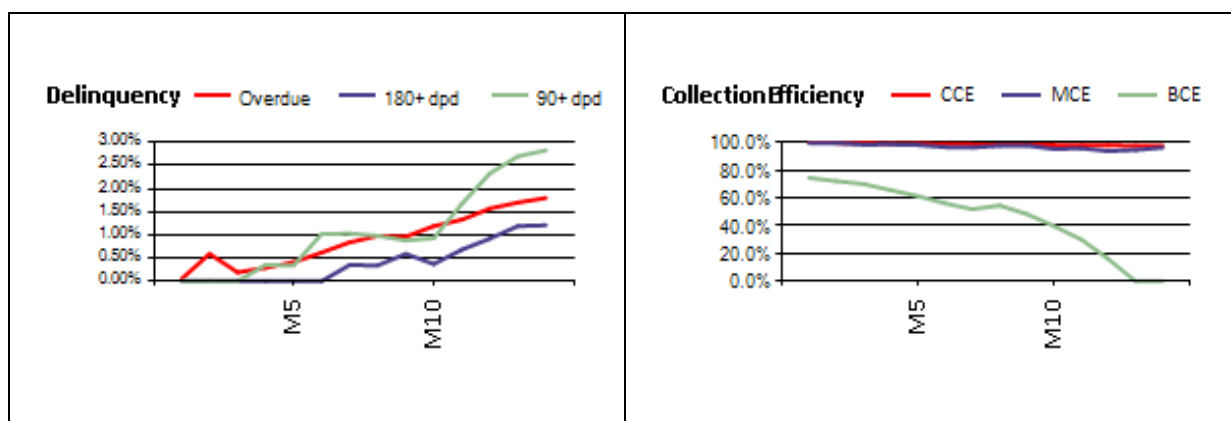 Delinquency Overdue 180+ dpd 90+ dpd
3.00%
2.50%
2.00%
1.50%
1.00%
0.50%
0.00%
M5
M10
Collection Efficiency CCE MCE BCE
100.0%
80.0%
60.0%
40.0%
20.0%
0.0%
M5
M10